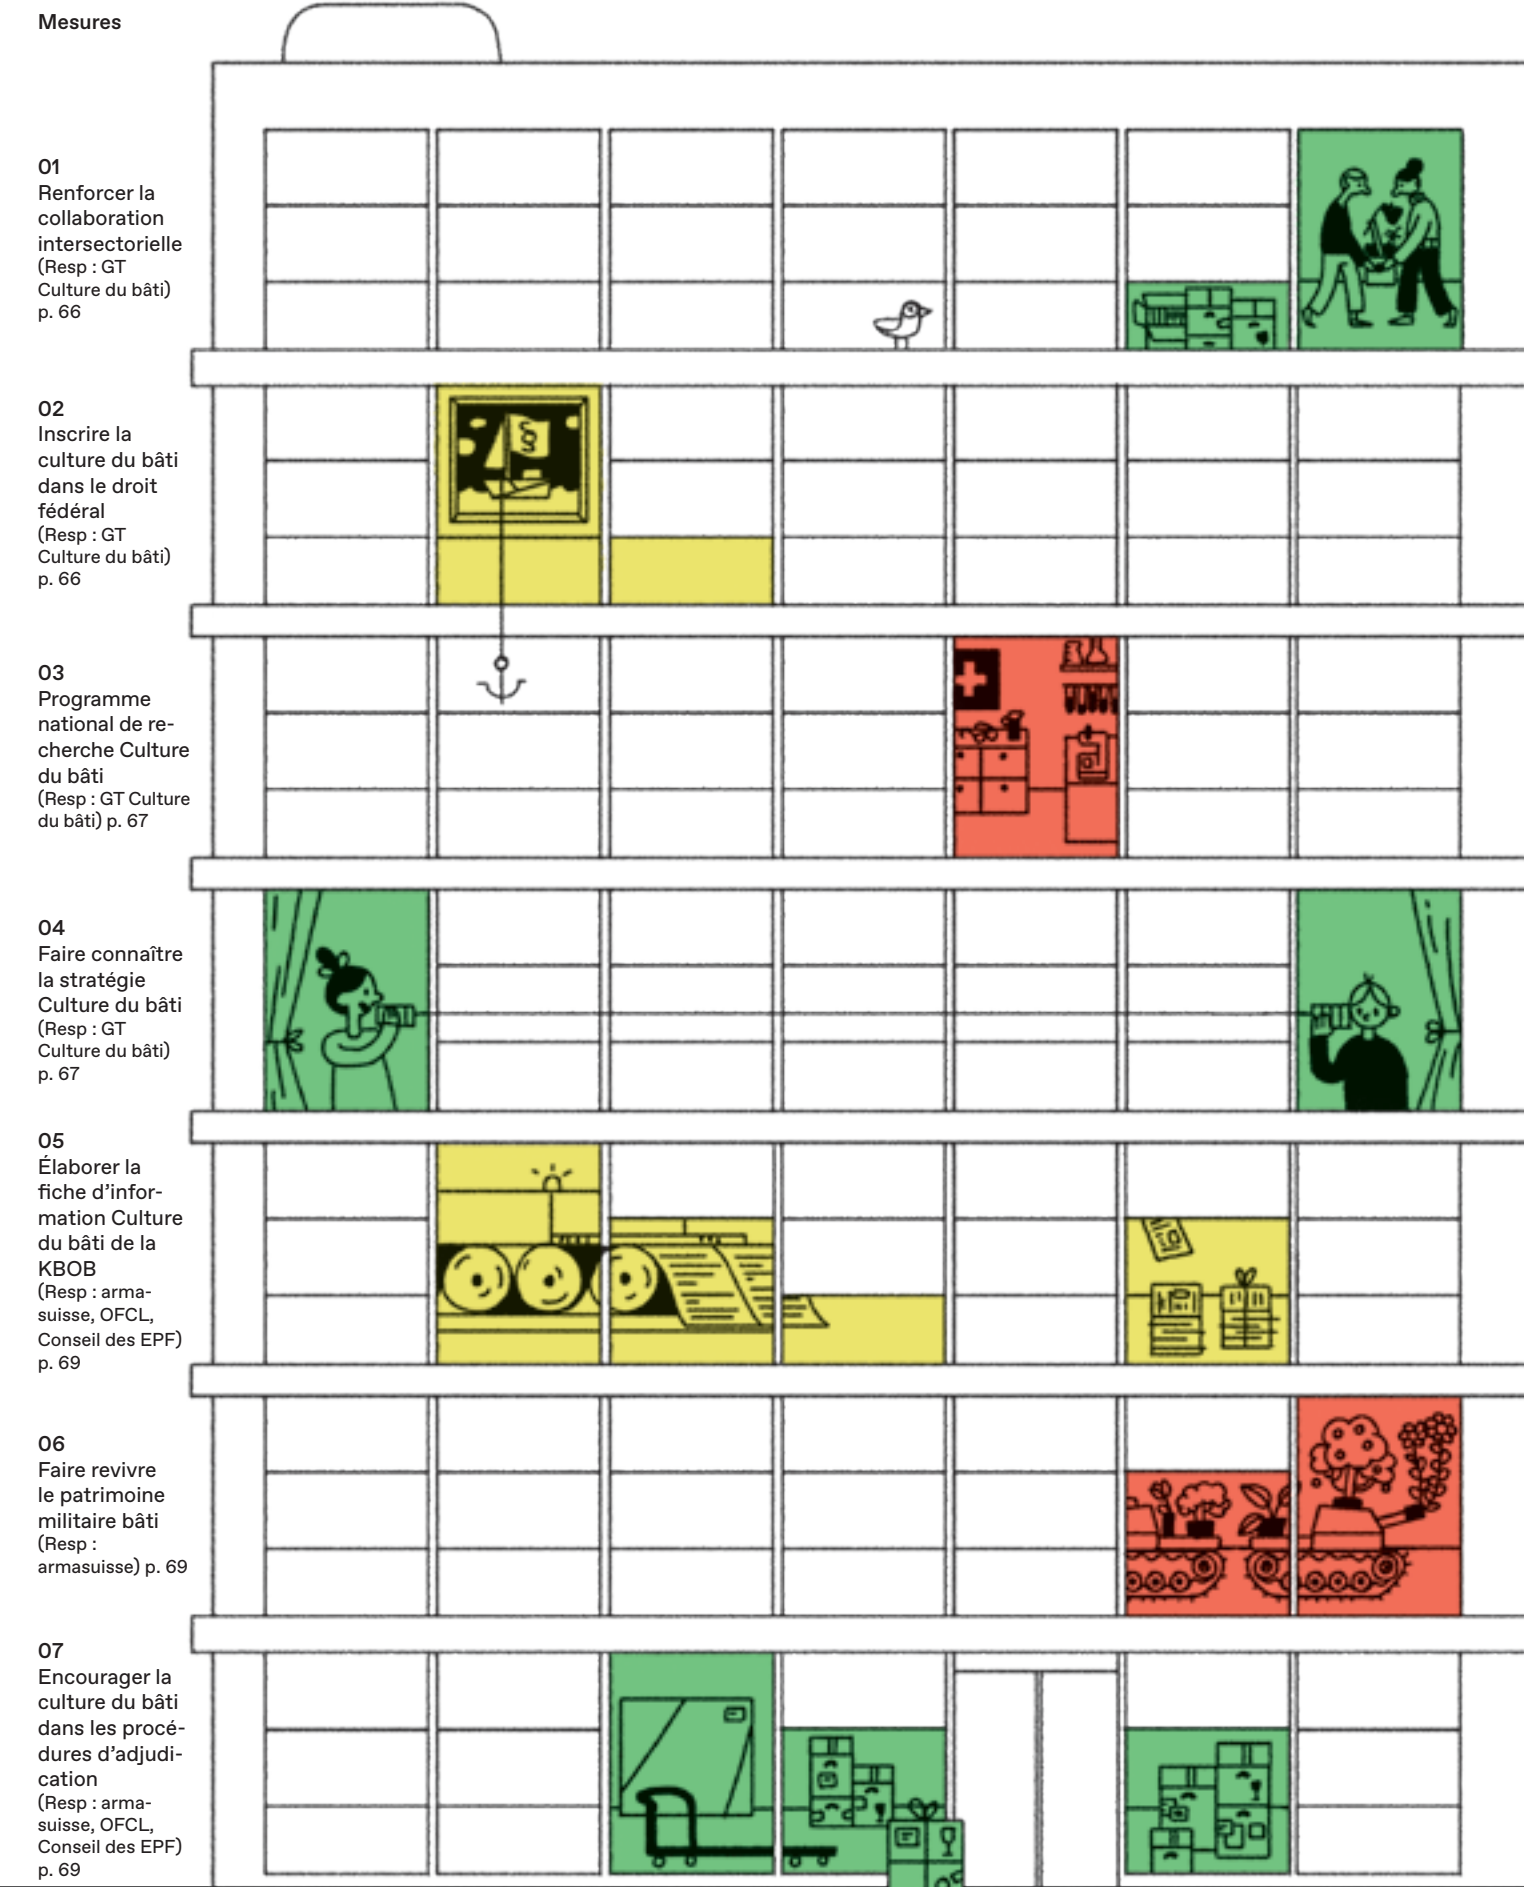 Mesures
01
Renforcer la
collaboration
intersectorielle
(Resp : GT
Culture du bâti)
p. 66
02
Inscrire la
culture du bâti
dans le droit
fédéral
(Resp : GT
Culture du bâti)
p. 66
§
03
Programme
national de re-
cherche Culture
du bâti
(Resp : GT Culture
du bâti) p. 67
04
Faire connaître
la stratégie
Culture du bâti
(Resp : GT
Culture du bâti)
p. 67
05
Élaborer la
fiche d’infor-
mation Culture
du bâti de la
KBOB
(Resp : arma-
suisse, OFCL,
Conseil des EPF)
p. 69
06
Faire revivre
le patrimoine
militaire bâti
(Resp :
armasuisse) p. 69
07
Encourager la
culture du bâti
dans les procé-
dures d’adjudi-
cation
(Resp : arma-
suisse, OFCL,
Conseil des EPF)
p. 69